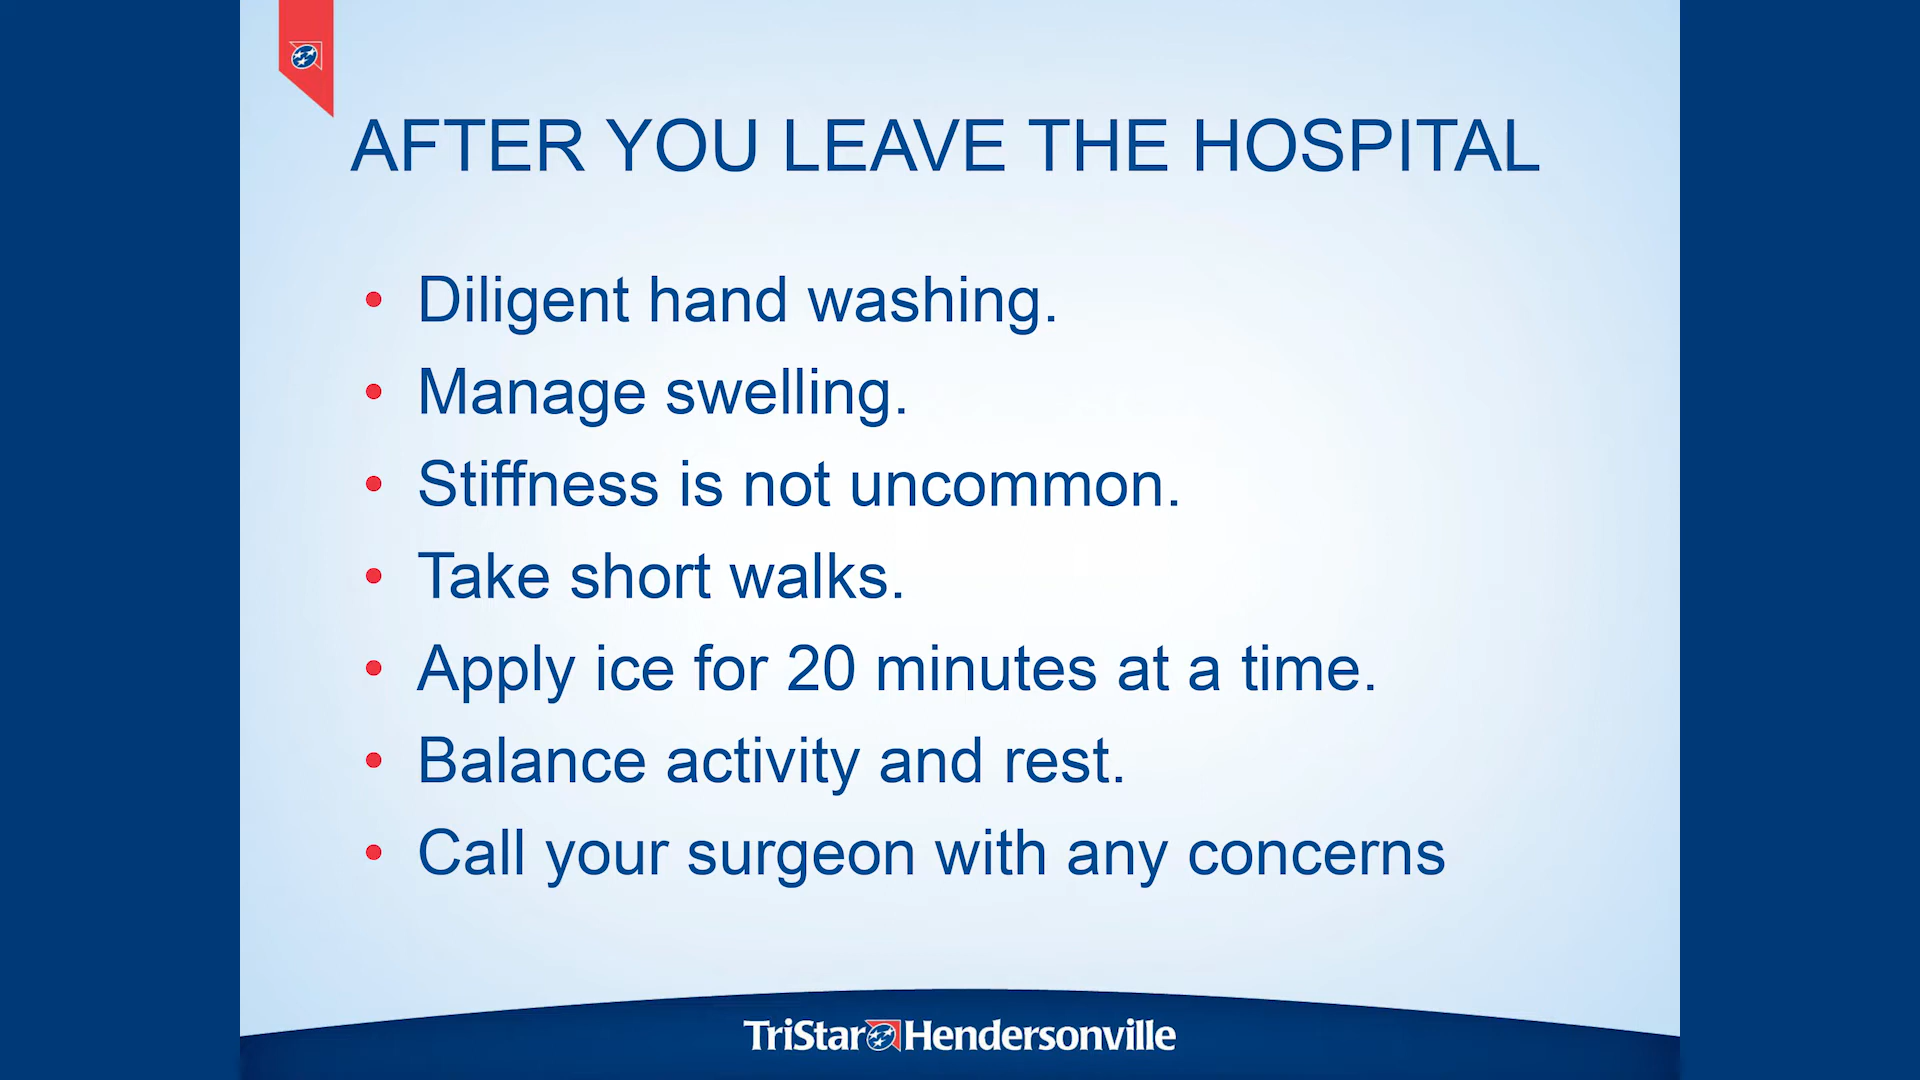 AFTER YOU LEAVE THE HOSPITAL
• Diligent hand washing.
• Manage swelling.
• Stiffness is not uncommon.
• Take short walks.
• Apply ice for 20 minutes at a time.
• Balance activity and rest.
• Call your surgeon with any concerns
TriStar Hendersonville